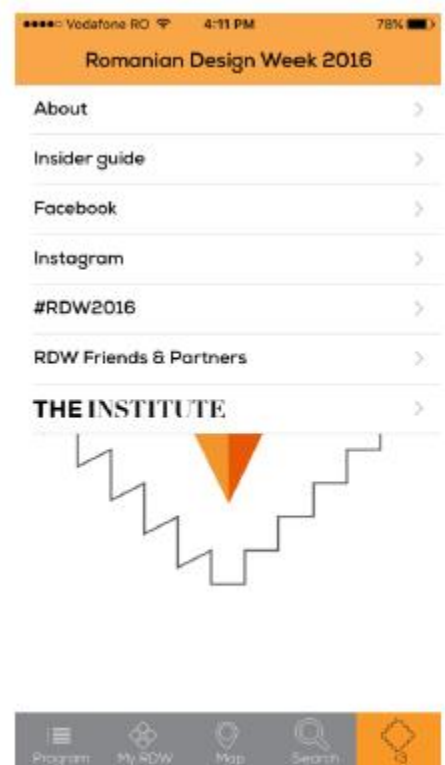 Vodafone RO 4:11 PM 78%
Romanian Design Week 2016
About
Insider guide
Facebook
Instagram
#RDW2016
RDW Friends & Partners
THE INSTITUTE
Program My RDW Map Search <3